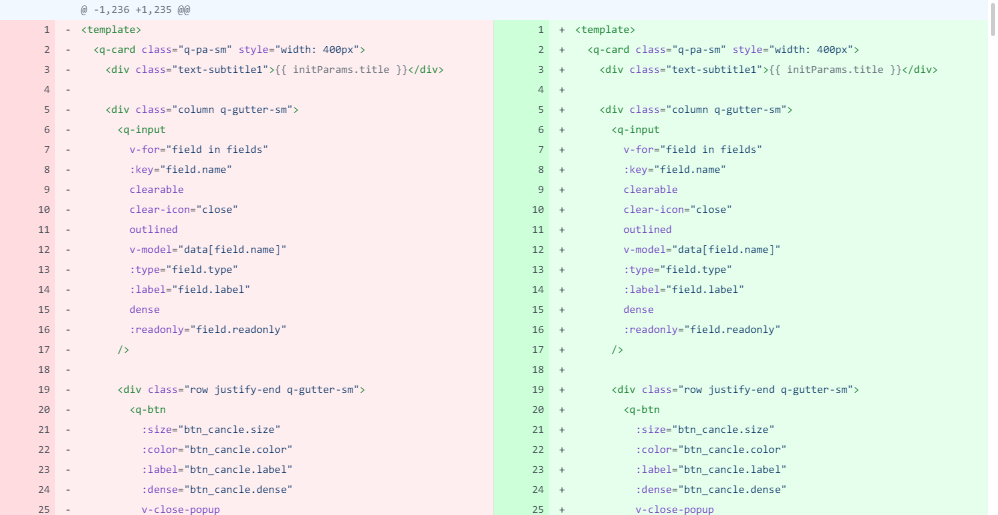 @ -1,236 +1,235 @@
1 - <template>
2 - <q-card class="q-pa-sm" style="width: 400px">
3 - <div class="text-subtitle1">{{ initParams.title }}</div>
4 -
5 - <div class="column q-gutter-sm">
6 - <q-input
7 - v-for="field in fields"
8 - :key="field.name"
9 - clearable
10 - clear-icon="close"
11 - outlined
12 - v-model="data[field.name]"
13 - :type="field.type"
14 - :label="field.label"
15 - dense
16 - :readonly="field.readonly"
17 - />
18 -
19 - <div class="row justify-end q-gutter-sm">
20 - <q-btn
21 - :size="btn_cancle.size"
22 - :color="btn_cancle.color"
23 - :label="btn_cancle.label"
24 - :dense="btn_cancle.dense"
25 - v-close-popup
1 + <template>
2 + <q-card class="q-pa-sm" style="width: 400px">
3 + <div class="text-subtitle1">{{ initParams.title }}</div>
4 +
5 + <div class="column q-gutter-sm">
6 + <q-input
7 + v-for="field in fields"
8 + :key="field.name"
9 + clearable
10 + clear-icon="close"
11 + outlined
12 + v-model="data[field.name]"
13 + :type="field.type"
14 + :label="field.label"
15 + dense
16 + :readonly="field.readonly"
17 + />
18 +
19 + <div class="row justify-end q-gutter-sm">
20 + <q-btn
21 + :size="btn_cancle.size"
22 + :color="btn_cancle.color"
23 + :label="btn_cancle.label"
24 + :dense="btn_cancle.dense"
25 + v-close-popup